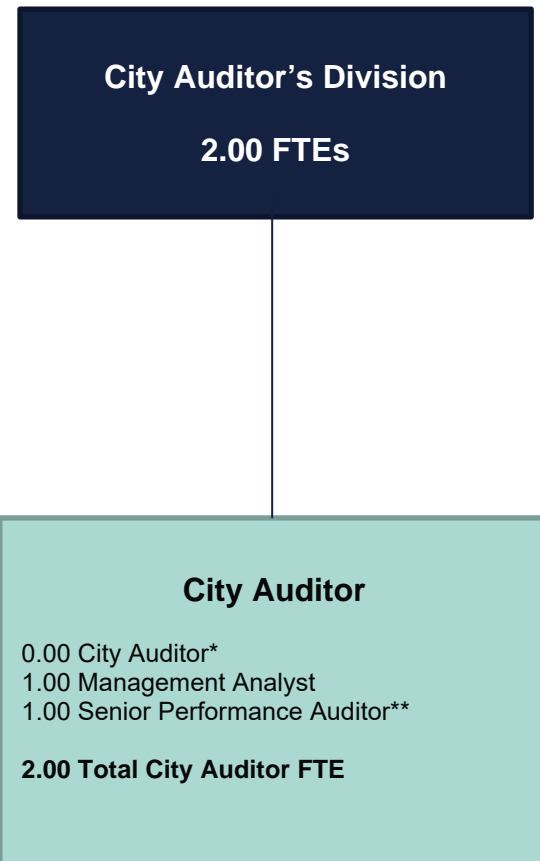 City Auditor’s Division
2.00 FTEs
City Auditor
0.00 City Auditor*
1.00 Management Analyst
1.00 Senior Performance Auditor**
2.00 Total City Auditor FTE